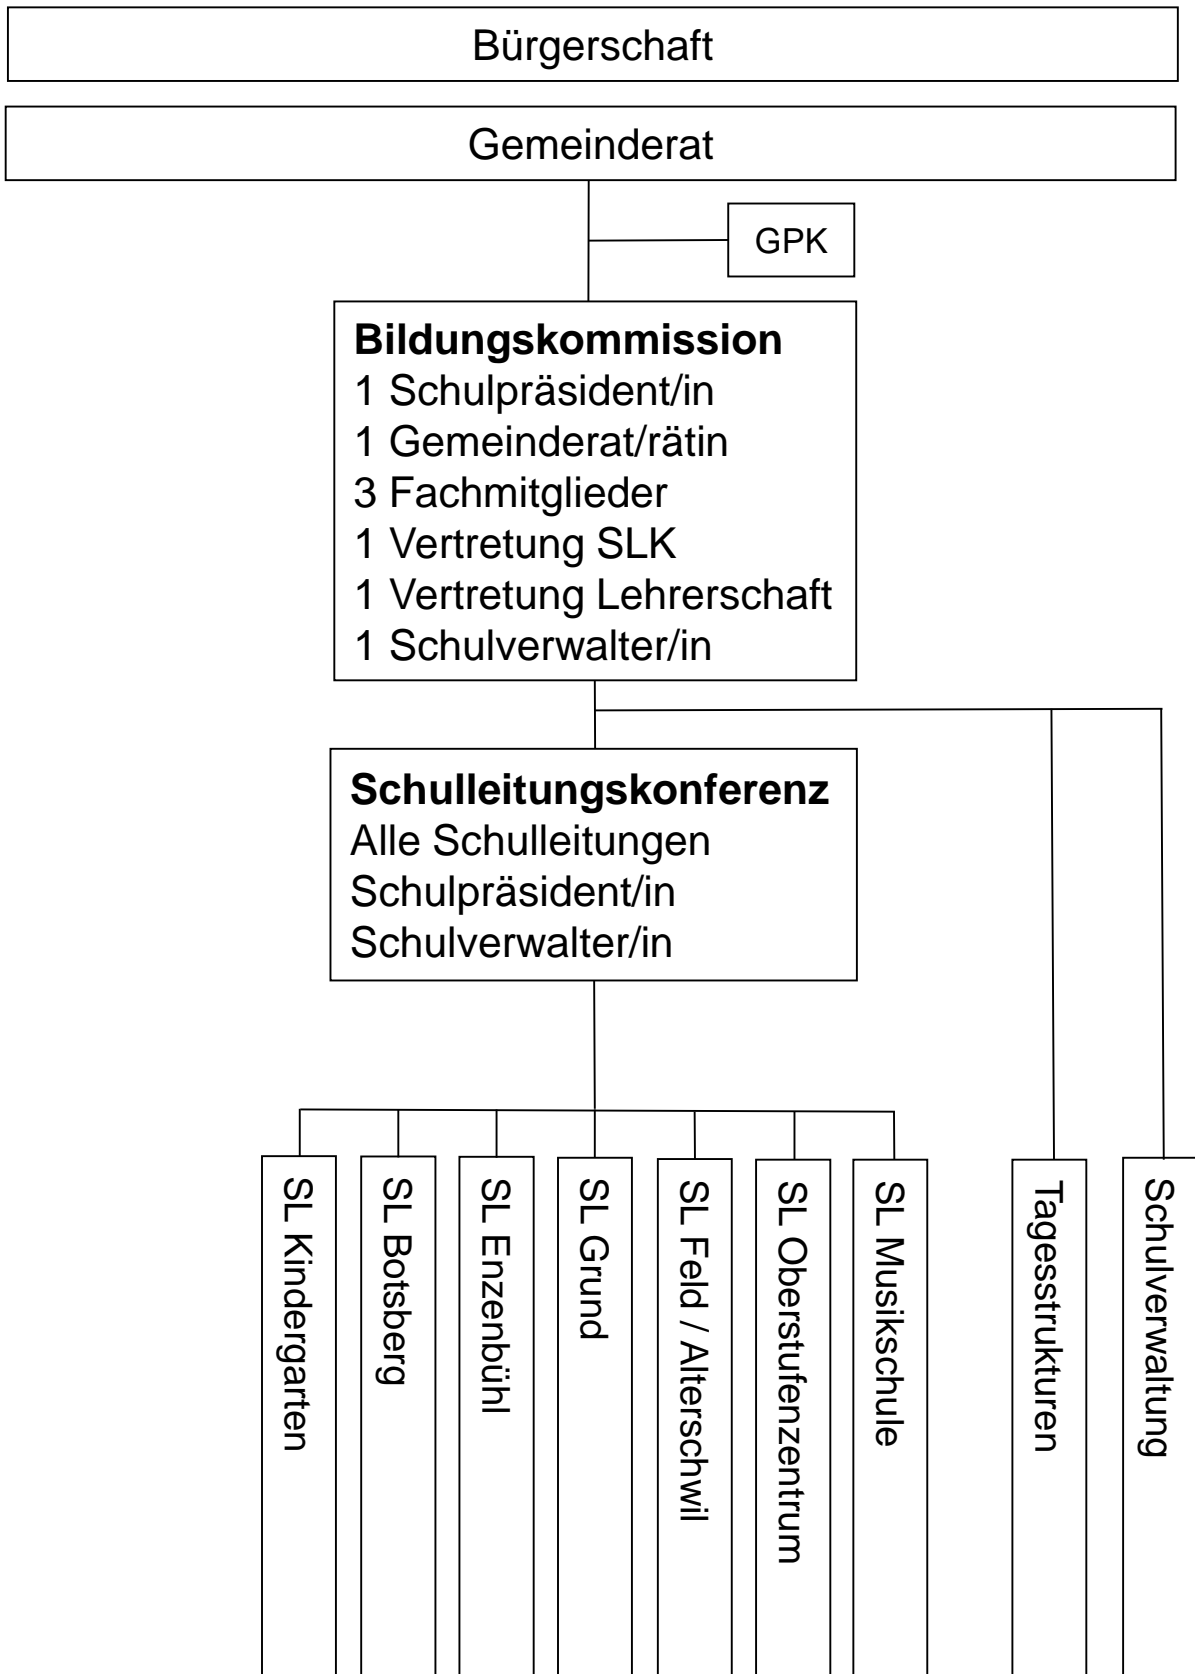 Bürgerschaft
Gemeinderat
GPK
Bildungskommission
1 Schulpräsident/in
1 Gemeinderat/rätin
3 Fachmitglieder
1 Vertretung SLK
1 Vertretung Lehrerschaft
1 Schulverwalter/in
Schulleitungskonferenz
Alle Schulleitungen
Schulpräsident/in
Schulverwalter/in
SL Kindergarten
SL Botsberg
SL Enzenbühl
SL Grund
SL Feld / Alterschwil
SL Oberstufenzentrum
SL Musikschule
Tagesstrukturen
Schulverwaltung